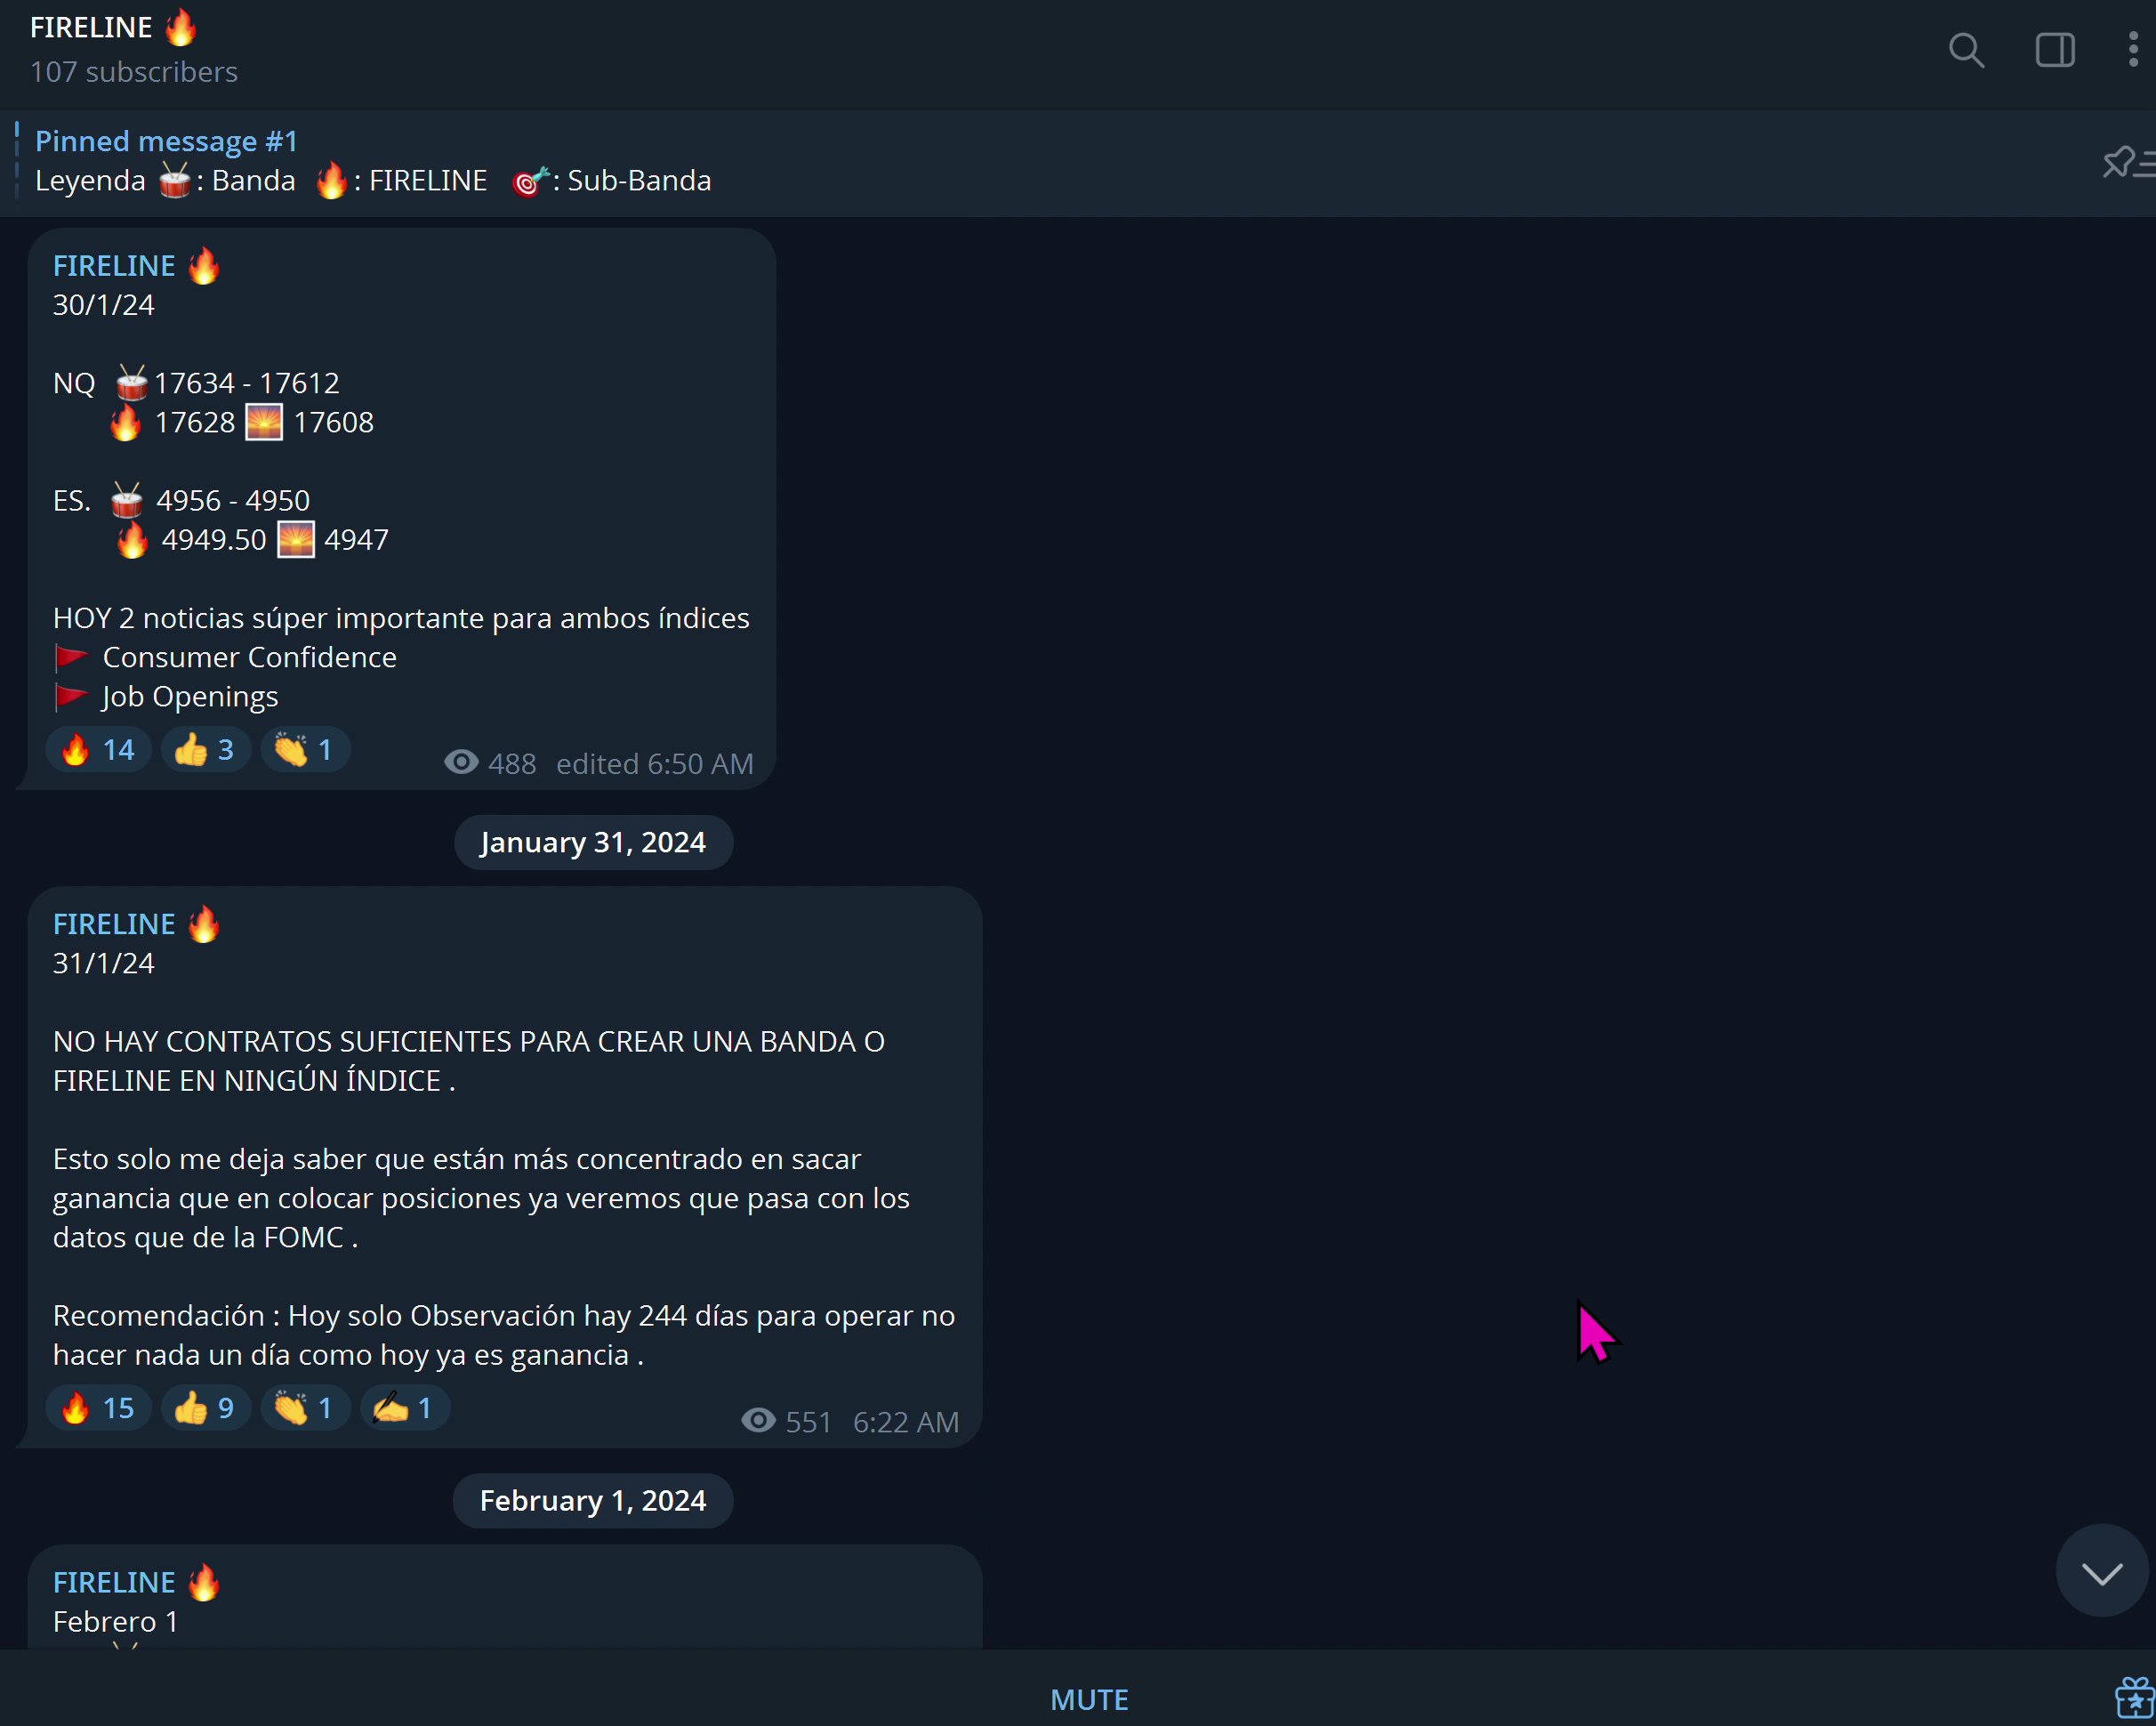 FIRELINE 🔥
107 subscribers
Pinned message #1
Leyenda 🥁: Banda 🔥: FIRELINE 🎯: Sub-Banda
FIRELINE 🔥
30/1/24
NQ 🥁17634 - 17612
🔥 17628 🌅 17608
ES. 🥁 4956 - 4950
🔥 4949.50 🌅 4947
HOY 2 noticias súper importante para ambos índices
🚩 Consumer Confidence
🚩 Job Openings
🔥 14 👍 3 👏 1 488 edited 6:50 AM
January 31, 2024
FIRELINE 🔥
31/1/24
NO HAY CONTRATOS SUFICIENTES PARA CREAR UNA BANDA O
FIRELINE EN NINGÚN ÍNDICE .
Esto solo me deja saber que están más concentrado en sacar
ganancia que en colocar posiciones ya veremos que pasa con los
datos que de la FOMC .
Recomendación : Hoy solo Observación hay 244 días para operar no
hacer nada un día como hoy ya es ganancia .
🔥 15 👍 9 👏 1 ✍️ 1 551 6:22 AM
February 1, 2024
FIRELINE 🔥
Febrero 1
MUTE